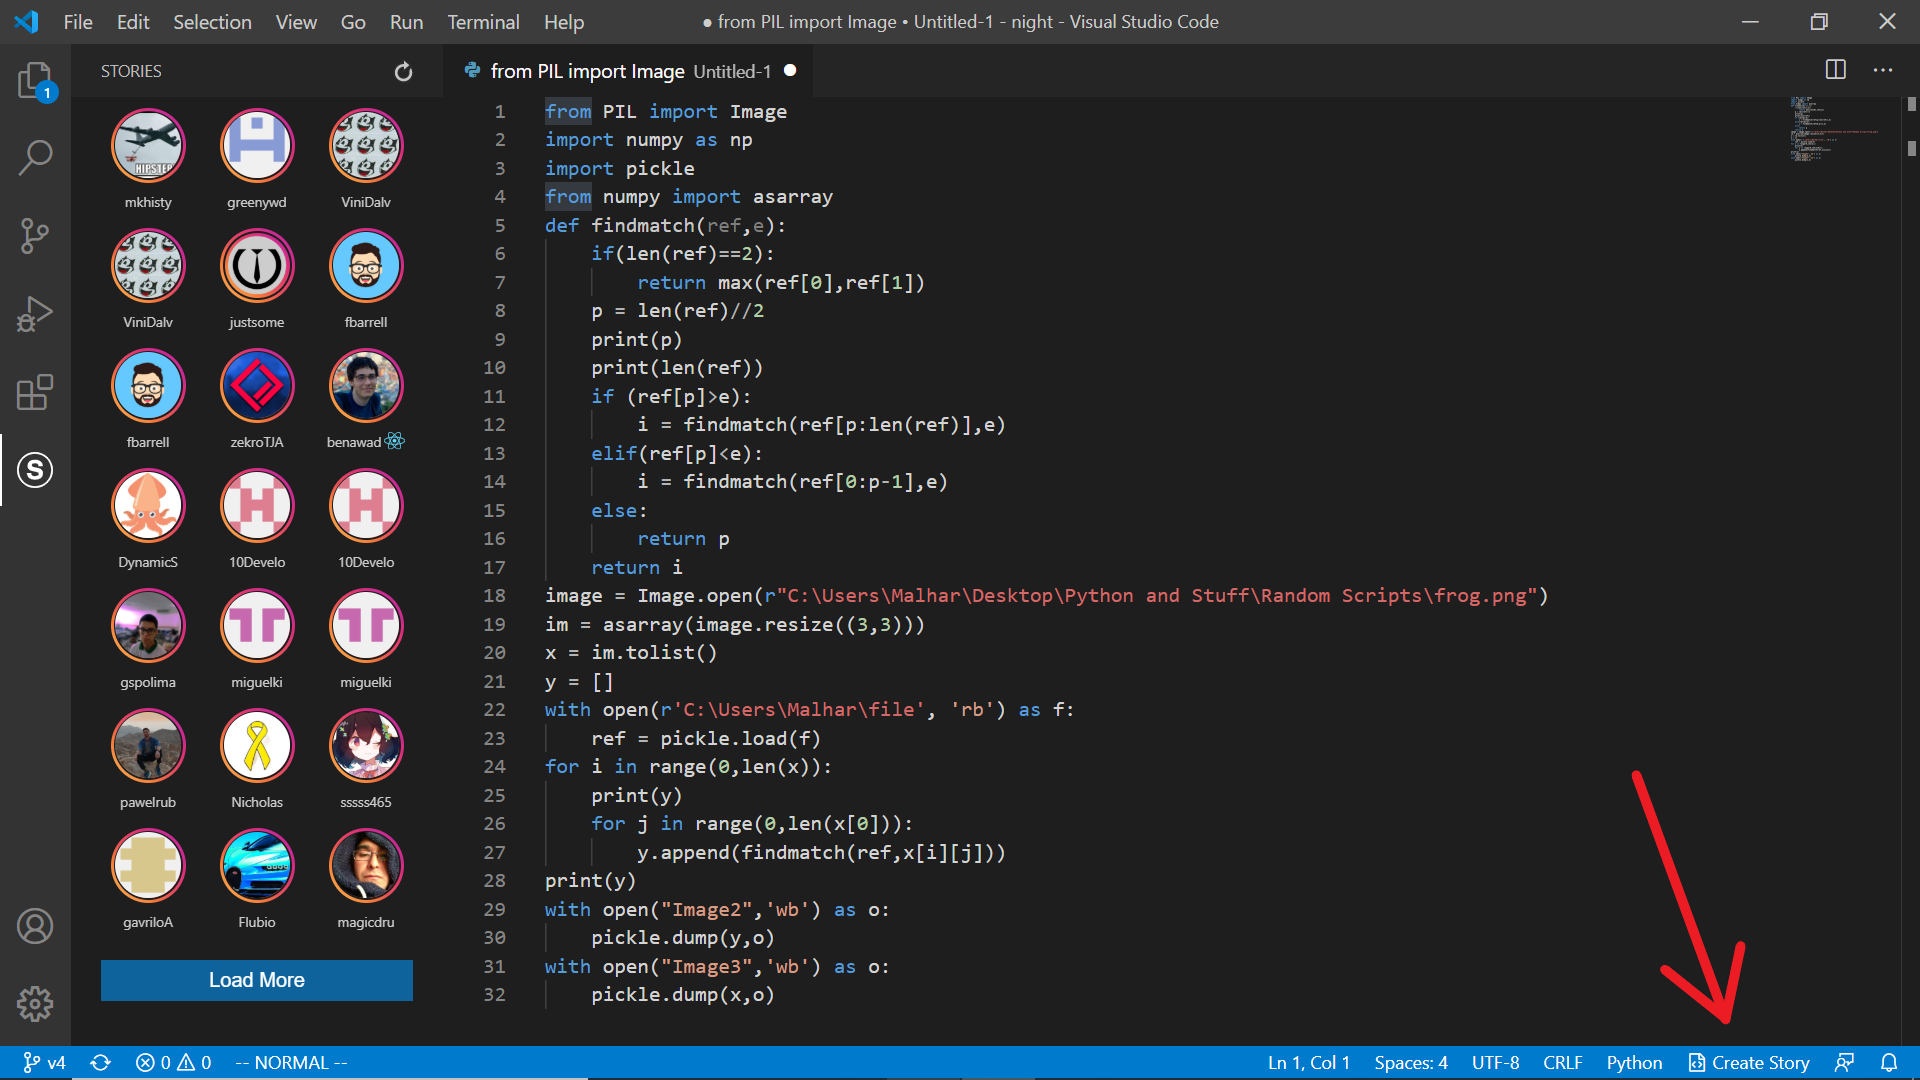 File Edit Selection View Go Run Terminal Help
● from PIL import Image • Untitled-1 - night - Visual Studio Code
1
S
STORIES
HIPSTER
mkhisty greenywd ViniDalv
ViniDalv justsome fbarrell
fbarrell zekroTJA benawad
DynamicS 10Develo 10Develo
gspolima miguelki miguelki
pawelrub Nicholas sssss465
gavriloA Flubio magicdru
Load More
from PIL import Image Untitled-1
1 from PIL import Image
2 import numpy as np
3 import pickle
4 from numpy import asarray
5 def findmatch(ref,e):
6     if(len(ref)==2):
7         return max(ref[0],ref[1])
8     p = len(ref)//2
9     print(p)
10     print(len(ref))
11     if (ref[p]>e):
12         i = findmatch(ref[p:len(ref)],e)
13     elif(ref[p]<e):
14         i = findmatch(ref[0:p-1],e)
15     else:
16         return p
17     return i
18 image = Image.open(r"C:\Users\Malhar\Desktop\Python and Stuff\Random Scripts\frog.png")
19 im = asarray(image.resize((3,3)))
20 x = im.tolist()
21 y = []
22 with open(r'C:\Users\Malhar\file', 'rb') as f:
23     ref = pickle.load(f)
24 for i in range(0,len(x)):
25     print(y)
26     for j in range(0,len(x[0])):
27         y.append(findmatch(ref,x[i][j]))
28 print(y)
29 with open("Image2",'wb') as o:
30     pickle.dump(y,o)
31 with open("Image3",'wb') as o:
32     pickle.dump(x,o)
v4 0 0 -- NORMAL -- Ln 1, Col 1 Spaces: 4 UTF-8 CRLF Python Create Story